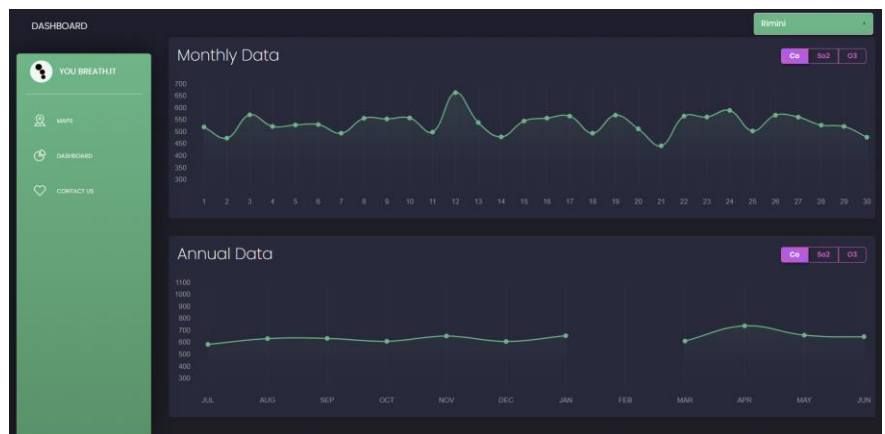 DASHBOARD
Rimini
YOU BREATH.IT
MAPS
DASHBOARD
CONTACT US
Monthly Data
Co So2 O3
700
650
600
550
500
450
400
350
300
1 2 3 4 5 6 7 8 9 10 11 12 13 14 15 16 17 18 19 20 21 22 23 24 25 26 27 28 29 30
Annual Data
Co So2 O3
1100
1000
900
800
700
600
500
400
300
JUL AUG SEP OCT NOV DEC JAN FEB MAR APR MAY JUN